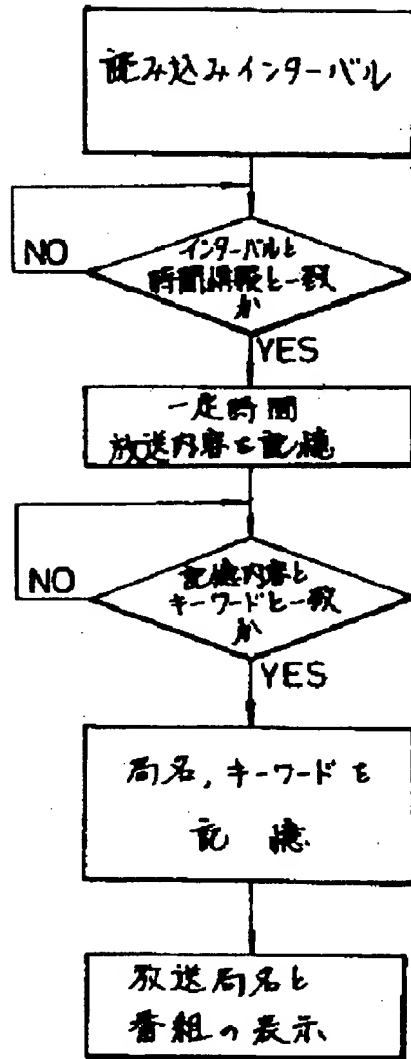 読み込みインターバル
インターバルと
時間情報と一致
か
NO
YES
一定時間
放送内容を記憶
記憶内容と
キーワードと一致
か
NO
YES
局名,キーワードを
記憶
放送局名と
番組の表示